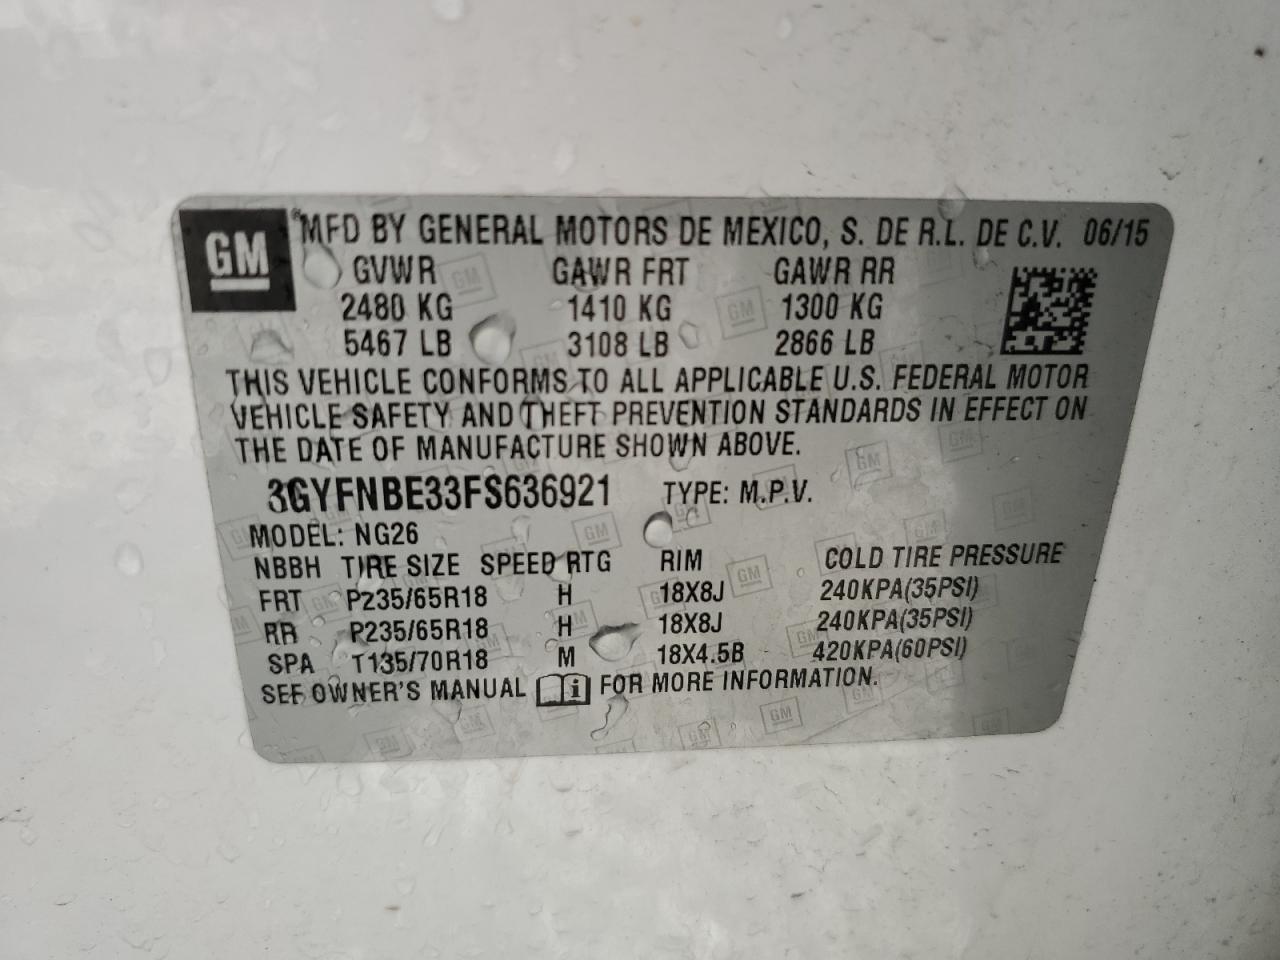 GM
MFD BY GENERAL MOTORS DE MEXICO, S. DE R.L. DE C.V. 06/15
GVWR GAWR FRT GAWR RR
2480 KG 1410 KG 1300 KG
5467 LB 3108 LB 2866 LB
THIS VEHICLE CONFORMS TO ALL APPLICABLE U.S. FEDERAL MOTOR
VEHICLE SAFETY AND THEFT PREVENTION STANDARDS IN EFFECT ON
THE DATE OF MANUFACTURE SHOWN ABOVE.
3GYFNBE33FS636921 TYPE: M.P.V.
MODEL: NG26
NBBH TIRE SIZE SPEED RTG RIM COLD TIRE PRESSURE
FRT P235/65R18 H 18X8J 240KPA(35PSI)
RR P235/65R18 H 18X8J 240KPA(35PSI)
SPA T135/70R18 M 18X4.5B 420KPA(60PSI)
SEE OWNER'S MANUAL FOR MORE INFORMATION.